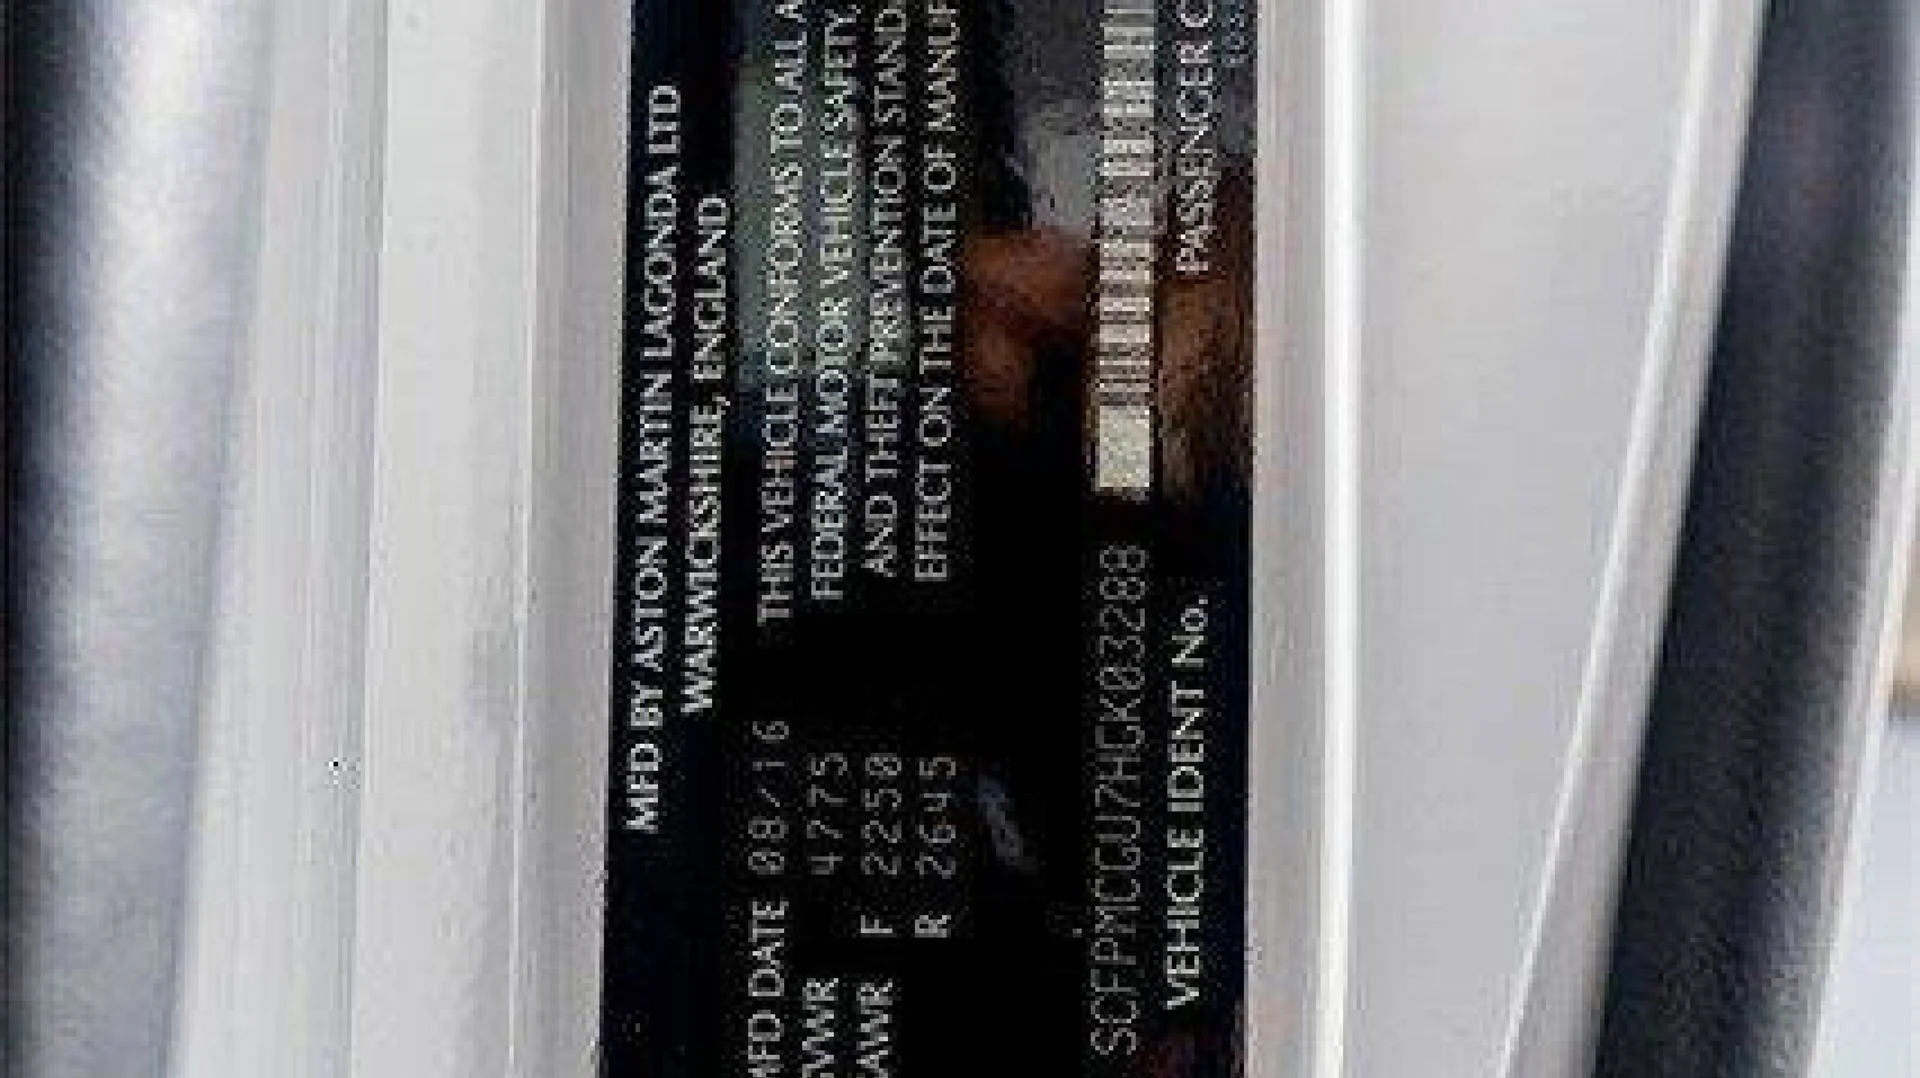 MFD BY ASTON MARTIN LAGONDA LTD
WARWICKSHIRE, ENGLAND
MFD DATE 08/16 THIS VEHICLE CONFORMS TO ALL A
GVWR 4775 FEDERAL MOTOR VEHICLE SAFETY,
GAWR F 2250 AND THEFT PREVENTION STAND
R 2645 EFFECT ON THE DATE OF MANUF
SCFPMCGU7HGK03288
VEHICLE IDENT No. PASSENGER C